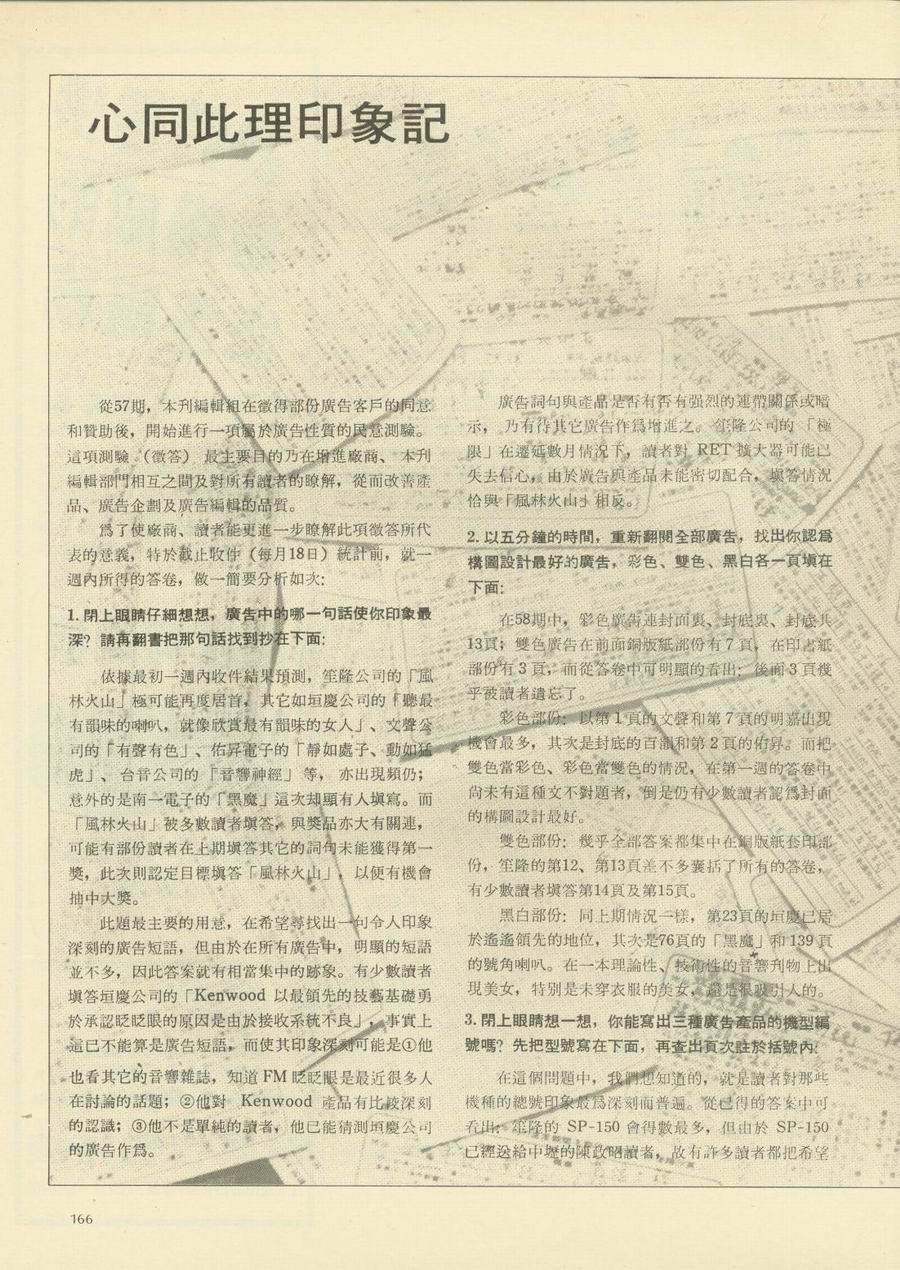 心同此理印象記
從57期，本刊編輯組在徵得部份廣告客戶的同意
和贊助後，開始進行一項屬於廣告性質的民意測驗。
這項測驗（徵答）最主要目的乃在增進廠商、本刊
編輯部門相互之間及對所有讀者的瞭解，從而改善產
品、廣告企劃及廣告編輯的品質。
爲了使廠商、讀者能更進一步瞭解此項徵答所代
表的意義，特於截止收件（每月18日）統計前，就一
週內所得的答卷，做一簡要分析如次：
1. 閉上眼睛仔細想想，廣告中的哪一句話使你印象最
深？請再翻書把那句話找到抄在下面：
依據最初一週內收件結果預測，笙隆公司的「風
林火山」極可能再度居首，其它如垣慶公司的「聽最
有韻味的喇叭，就像欣賞最有韻味的女人」、文聲公
司的「有聲有色」、佑昇電子的「靜如處子、動如猛
虎」、台音公司的「音響神經」等，亦出現頻仍；
意外的是南一電子的「黑魔」這次却顯有人塡寫。而
「風林火山」被多數讀者塡答，與獎品亦大有關連，
可能有部份讀者在上期塡答其它的詞句未能獲得第一
獎，此次則認定目標塡答「風林火山」，以便有機會
抽中大獎。
此題最主要的用意，在希望尋找出一句令人印象
深刻的廣告短語，但由於在所有廣告中，明顯的短語
並不多，因此答案就有相當集中的跡象。有少數讀者
塡答垣慶公司的「Kenwood 以最領先的技藝基礎勇
於承認眨眨眼的原因是由於接收系統不良」，事實上
這已不能算是廣告短語，而使其印象深刻可能是①他
也看其它的音響雜誌，知道 FM 眨眨眼是最近很多人
在討論的話題；②他對 Kenwood 產品有比較深刻
的認識；③他不是單純的讀者，他已能猜測垣慶公司
的廣告作爲。
廣告詞句與產品是否有否有强烈的連帶關係或暗
示，乃有待其它廣告作爲增進之。笙隆公司的「極
限」在遷延數月情況下，讀者對 RET 擴大器可能已
失去信心，由於廣告與產品未能密切配合，塡答情況
恰與「風林火山」相反。
2. 以五分鐘的時間，重新翻閱全部廣告，找出你認爲
構圖設計最好的廣告，彩色、雙色、黑白各一頁塡在
下面：
在58期中，彩色廣告連封面裏、封底裏、封底共
13頁；雙色廣告在前面銅版紙部份有 7 頁，在印書紙
部份有 3 頁，而從答卷中可明顯的看出：後面 3 頁幾
乎被讀者遺忘了。
彩色部份：以第 1 頁的文聲和第 7 頁的明嘉出現
機會最多，其次是封底的百韻和第 2 頁的佑昇。而把
雙色當彩色、彩色當雙色的情況，在第一週的答卷中
尙未有這種文不對題者，倒是仍有少數讀者認爲封面
的構圖設計最好。
雙色部份：幾乎全部答案都集中在銅版紙套印部
份，笙隆的第12、第13頁差不多囊括了所有的答卷，
有少數讀者塡答第14頁及第15頁。
黑白部份：同上期情況一樣，第23頁的垣慶已居
於遙遙領先的地位，其次是76頁的「黑魔」和 139 頁
的號角喇叭。在一本理論性、技術性的音響刊物上出
現美女，特別是未穿衣服的美女，還是很吸引人的。
3. 閉上眼睛想一想，你能寫出三種廣告產品的機型編
號嗎？先把型號寫在下面，再查出頁次註於括號內：
在這個問題中，我們想知道的，就是讀者對那些
機種的總號印象最爲深刻而普遍。從已得的答案中可
看出：笙隆的 SP-150 會得數最多，但由於 SP-150
已經送給中壢的陳政昭讀者，故有許多讀者都把希望
166